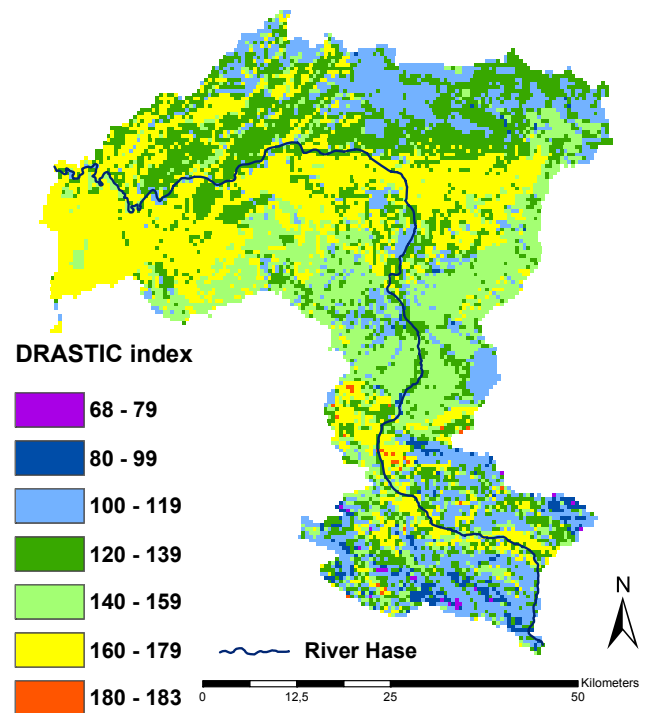 DRASTIC index
68 - 79
80 - 99
100 - 119
120 - 139
140 - 159
160 - 179
180 - 183
River Hase
N
Kilometers
0 12,5 25 50